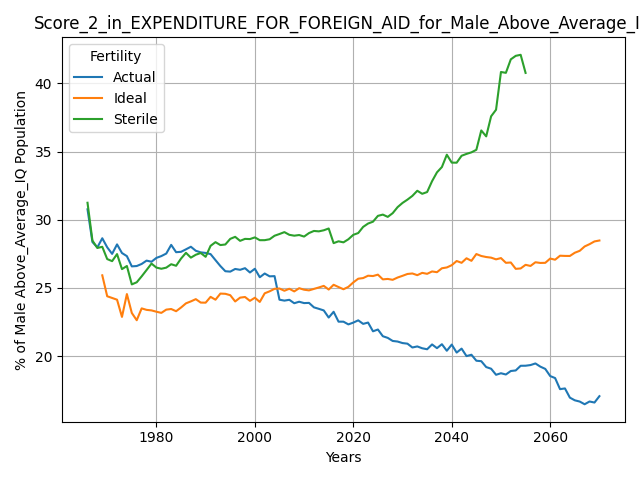 Score_2_in_EXPENDITURE_FOR_FOREIGN_AID_for_Male_Above_Average_I
Fertility
Actual
Ideal
Sterile
% of Male Above_Average_IQ Population
40
35
30
25
20
1980
2000
2020
2040
2060
Years